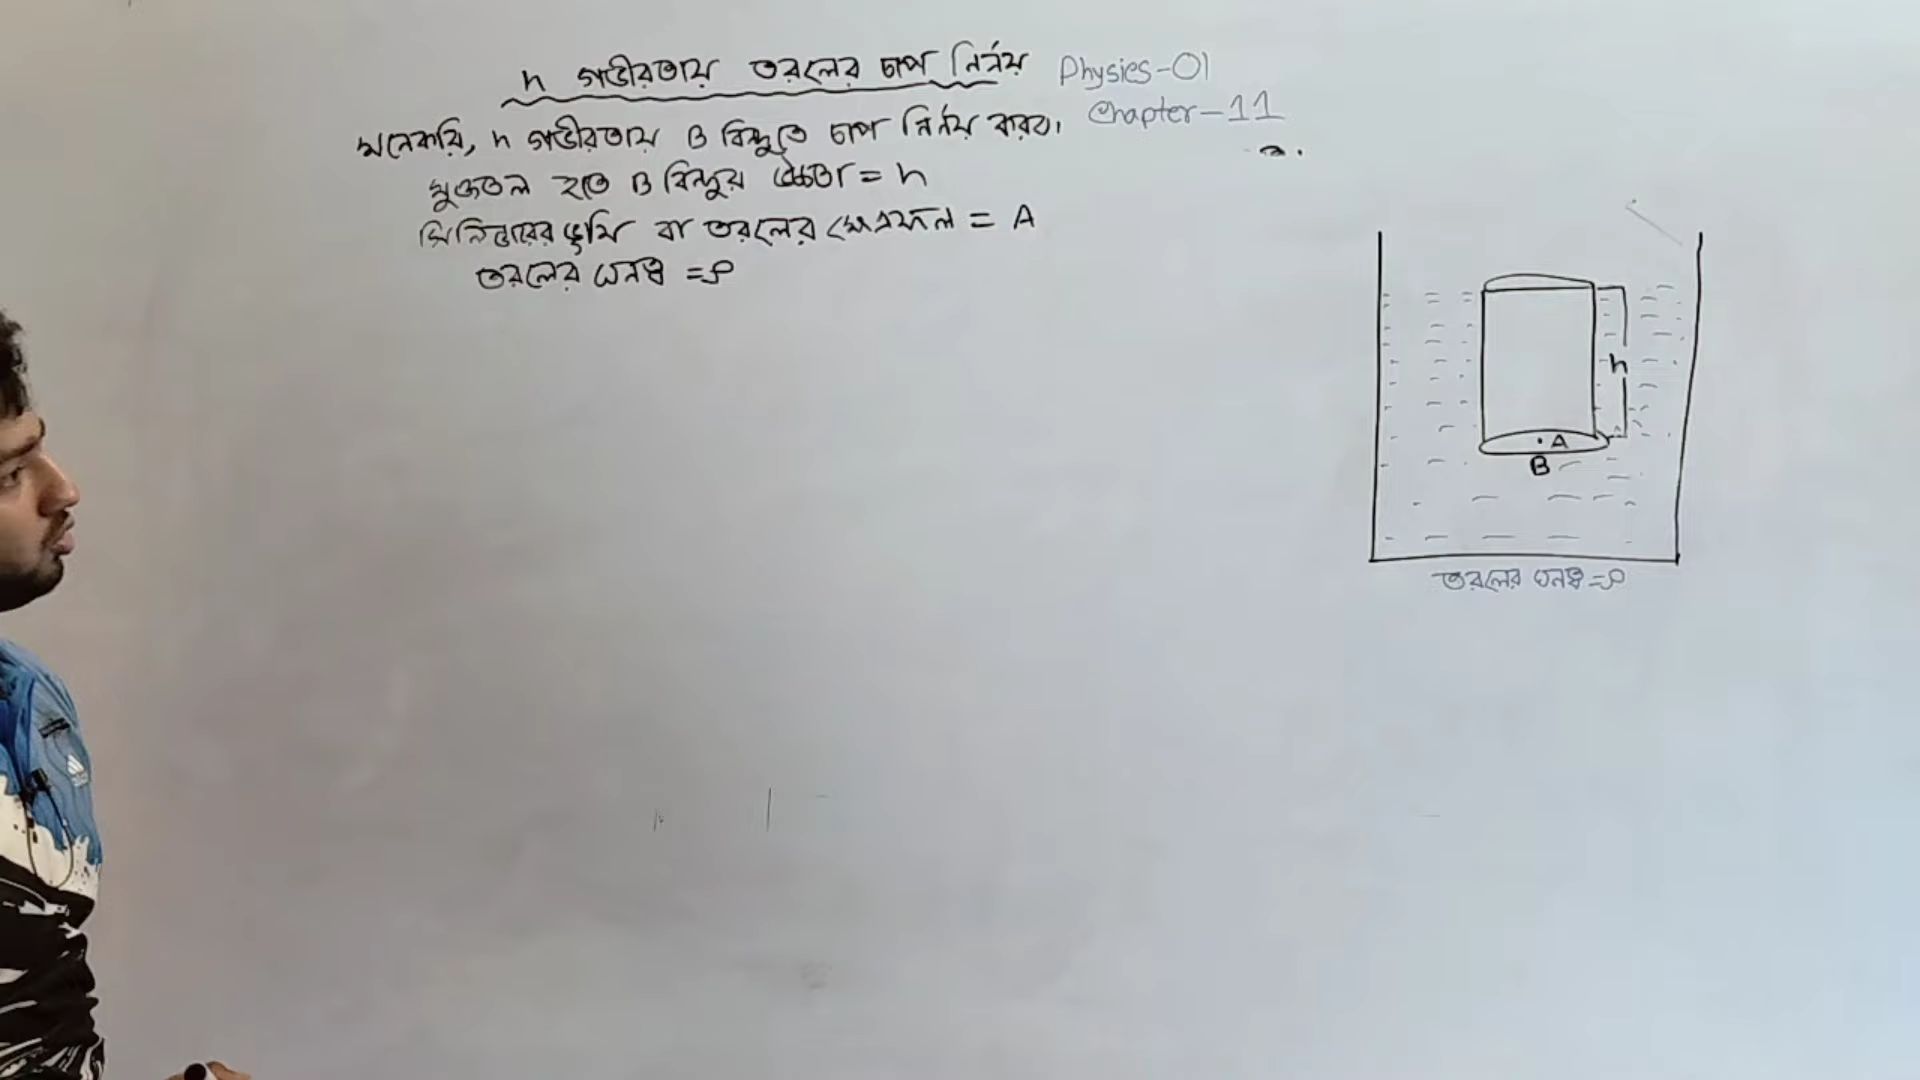 h গভীরতায় তরলের চাপ নির্ণয়
Physics-01
Chapter-11
মনেকরি, h গভীরতায় B বিন্দুতে চাপ নির্ণয় করব।
মুক্ততল হতে B বিন্দুর = h
সিলিন্ডারের ভূমি বা তরলের ক্ষেত্রফল = A
তরলের ঘনত্ব = ρ
h
A
B
তরলের ঘনত্ব = ρ